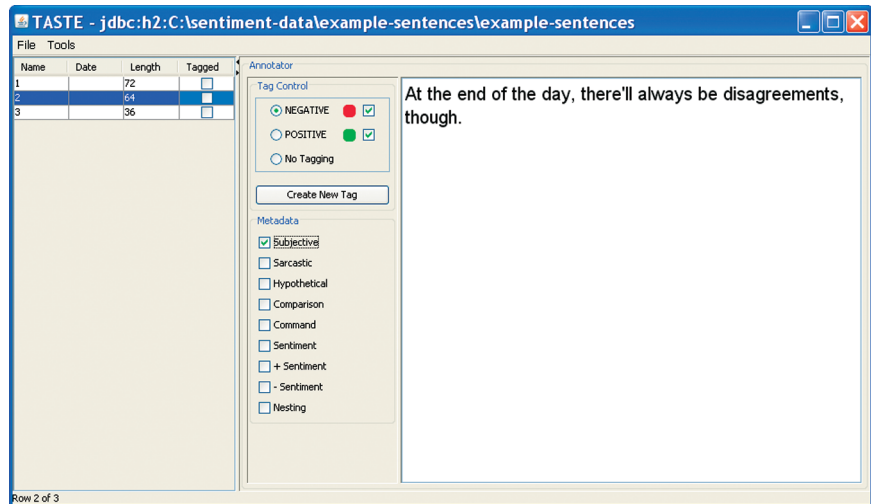 TASTE - jdbc:h2:C:\sentiment-data\example-sentences\example-sentences
File Tools
Name Date Length Tagged
1 72
2 64
3 36
Annotator
Tag Control
NEGATIVE
POSITIVE
No Tagging
Create New Tag
Metadata
Subjective
Sarcastic
Hypothetical
Comparison
Command
Sentiment
+ Sentiment
- Sentiment
Nesting
At the end of the day, there'll always be disagreements,
though.
Row 2 of 3